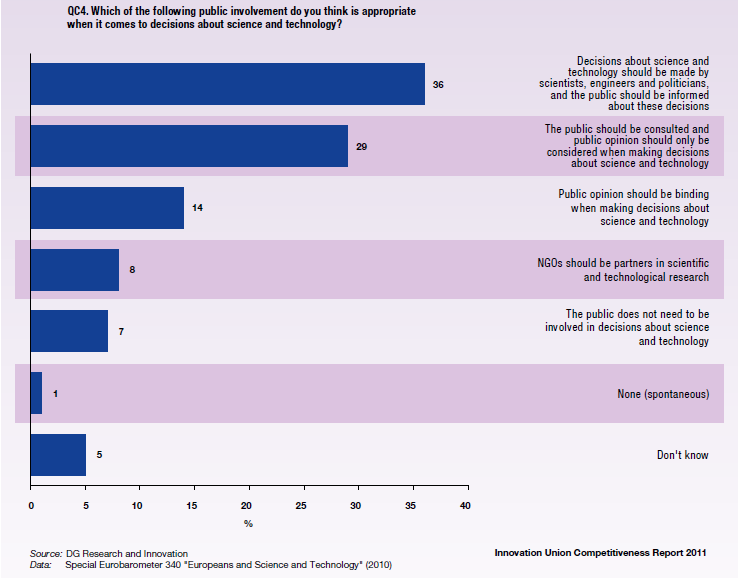 QC4. Which of the following public involvement do you think is appropriate
when it comes to decisions about science and technology?
36
Decisions about science and
technology should be made by
scientists, engineers and politicians,
and the public should be informed
about these decisions
29
The public should be consulted and
public opinion should only be
considered when making decisions
about science and technology
14
Public opinion should be binding
when making decisions about
science and technology
8
NGOs should be partners in scientific
and technological research
7
The public does not need to be
involved in decisions about science
and technology
1
None (spontaneous)
5
Don't know
0 5 10 15 20 25 30 35 40
%
Source: DG Research and Innovation
Innovation Union Competitiveness Report 2011
Data: Special Eurobarometer 340 "Europeans and Science and Technology" (2010)